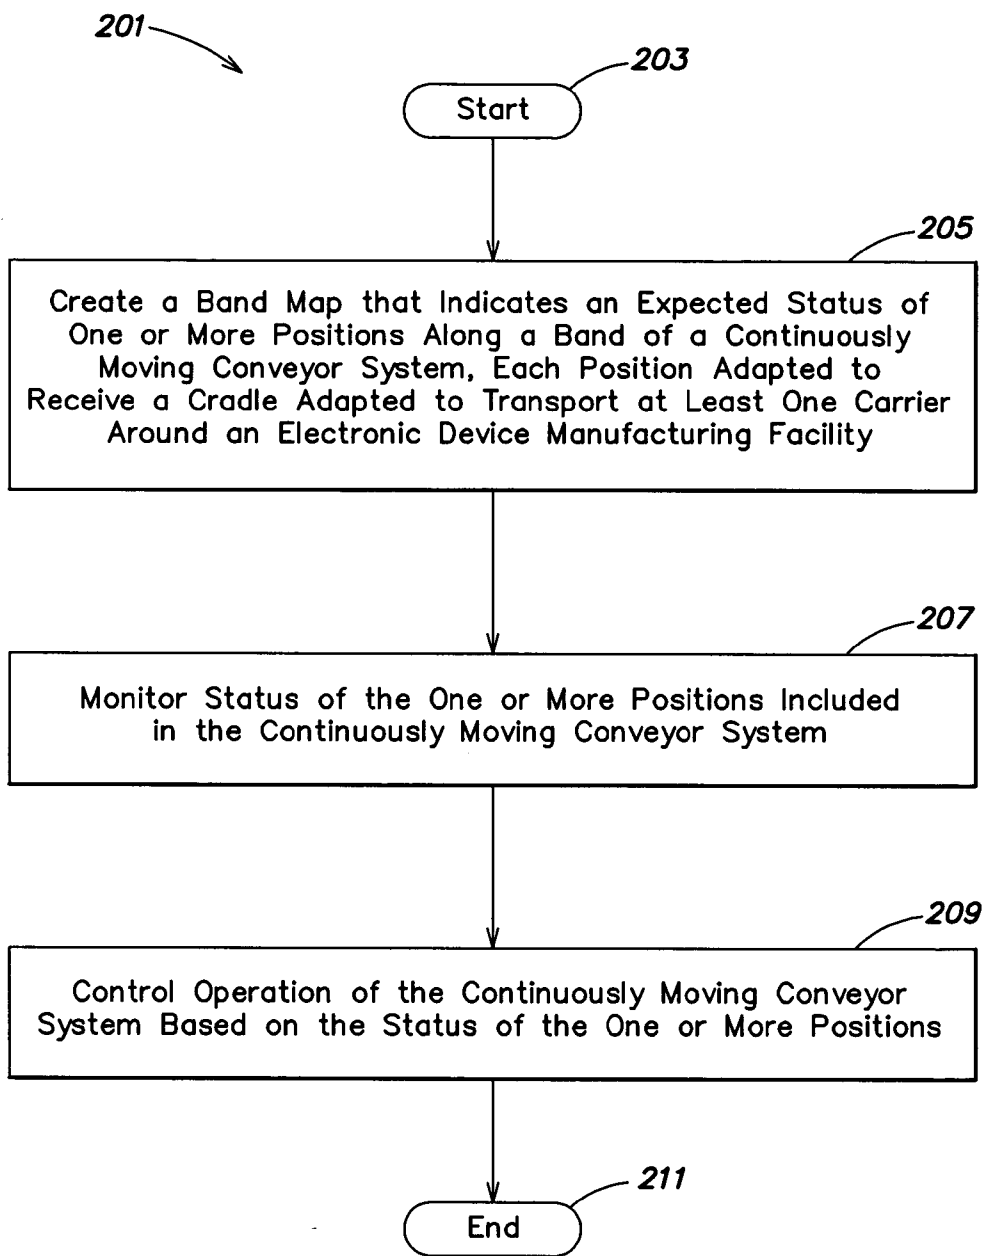 201
203
Start
205
Create a Band Map that Indicates an Expected Status of
One or More Positions Along a Band of a Continuously
Moving Conveyor System, Each Position Adapted to
Receive a Cradle Adapted to Transport at Least One Carrier
Around an Electronic Device Manufacturing Facility
207
Monitor Status of the One or More Positions Included
in the Continuously Moving Conveyor System
209
Control Operation of the Continuously Moving Conveyor
System Based on the Status of the One or More Positions
211
End